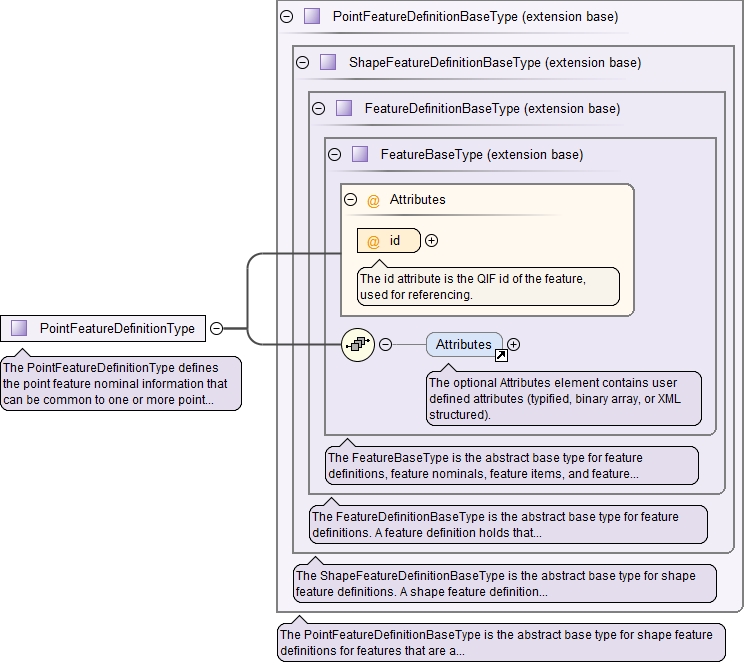 PointFeatureDefinitionBaseType (extension base)
ShapeFeatureDefinitionBaseType (extension base)
FeatureDefinitionBaseType (extension base)
FeatureBaseType (extension base)
@ Attributes
@ id
The id attribute is the QIF id of the feature,
used for referencing.
PointFeatureDefinitionType
The PointFeatureDefinitionType defines
the point feature nominal information that
can be common to one or more point...
Attributes
The optional Attributes element contains user
defined attributes (typified, binary array, or XML
structured).
The FeatureBaseType is the abstract base type for feature
definitions, feature nominals, feature items, and feature...
The FeatureDefinitionBaseType is the abstract base type for feature
definitions. A feature definition holds that...
The ShapeFeatureDefinitionBaseType is the abstract base type for shape
feature definitions. A shape feature definition...
The PointFeatureDefinitionBaseType is the abstract base type for shape feature
definitions for features that are a...